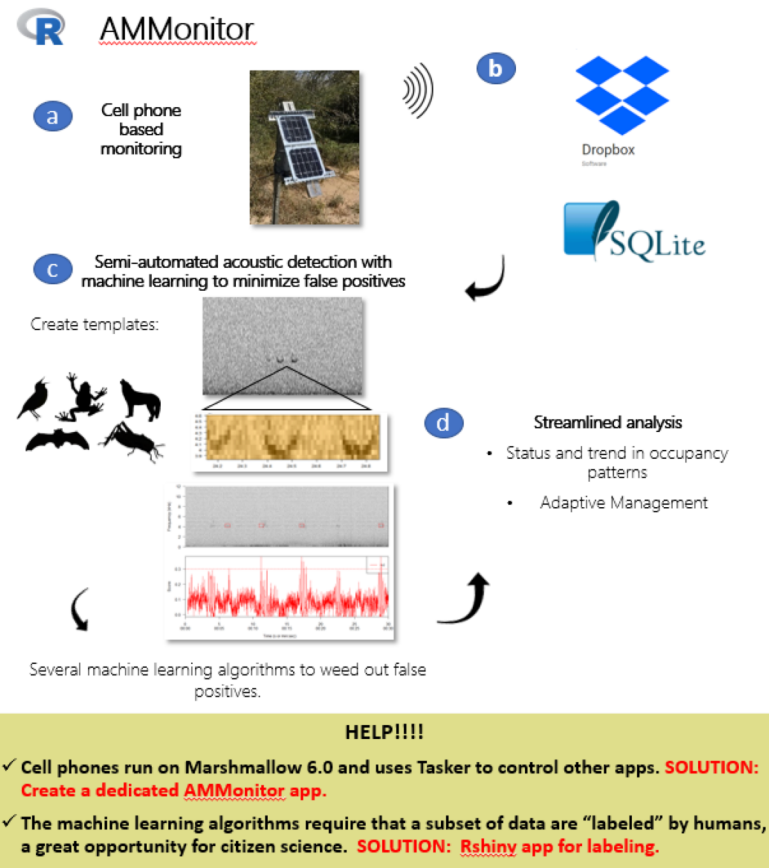 R AMMonitor
a
Cell phone
based
monitoring
b
Dropbox
Software
SQLite
c
Semi-automated acoustic detection with
machine learning to minimize false positives
Create templates:
d
Streamlined analysis
• Status and trend in occupancy
patterns
• Adaptive Management
Frequency (kHz)
Score
Several machine learning algorithms to weed out false
positives.
HELP!!!!
✓ Cell phones run on Marshmallow 6.0 and uses Tasker to control other apps. SOLUTION:
Create a dedicated AMMonitor app.
✓ The machine learning algorithms require that a subset of data are “labeled” by humans,
a great opportunity for citizen science. SOLUTION: Rshiny app for labeling.